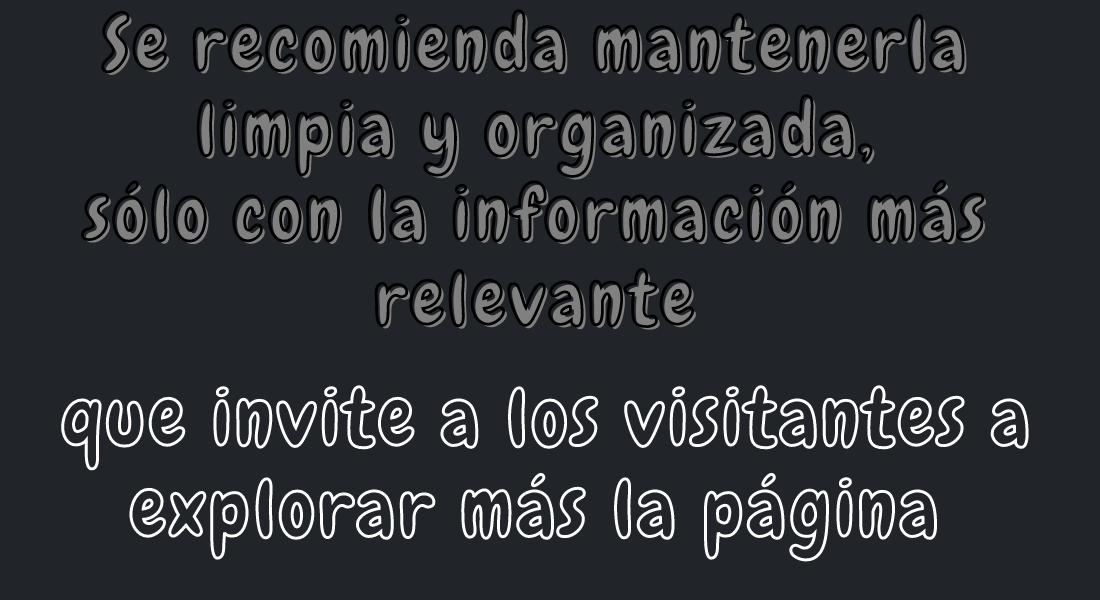 Se recomienda mantenerla
limpia y organizada,
sólo con la información más
relevante
que invite a los visitantes a
explorar más la página